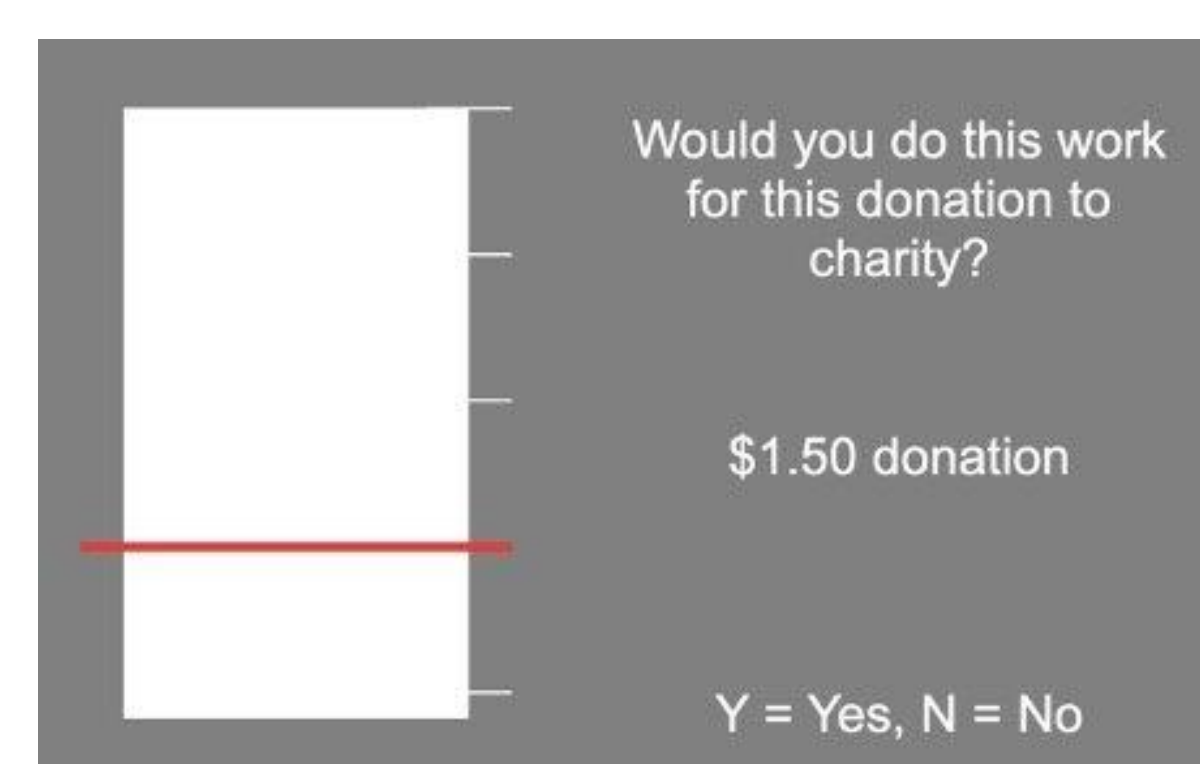 Would you do this work
for this donation to
charity?
$1.50 donation
Y = Yes, N = No